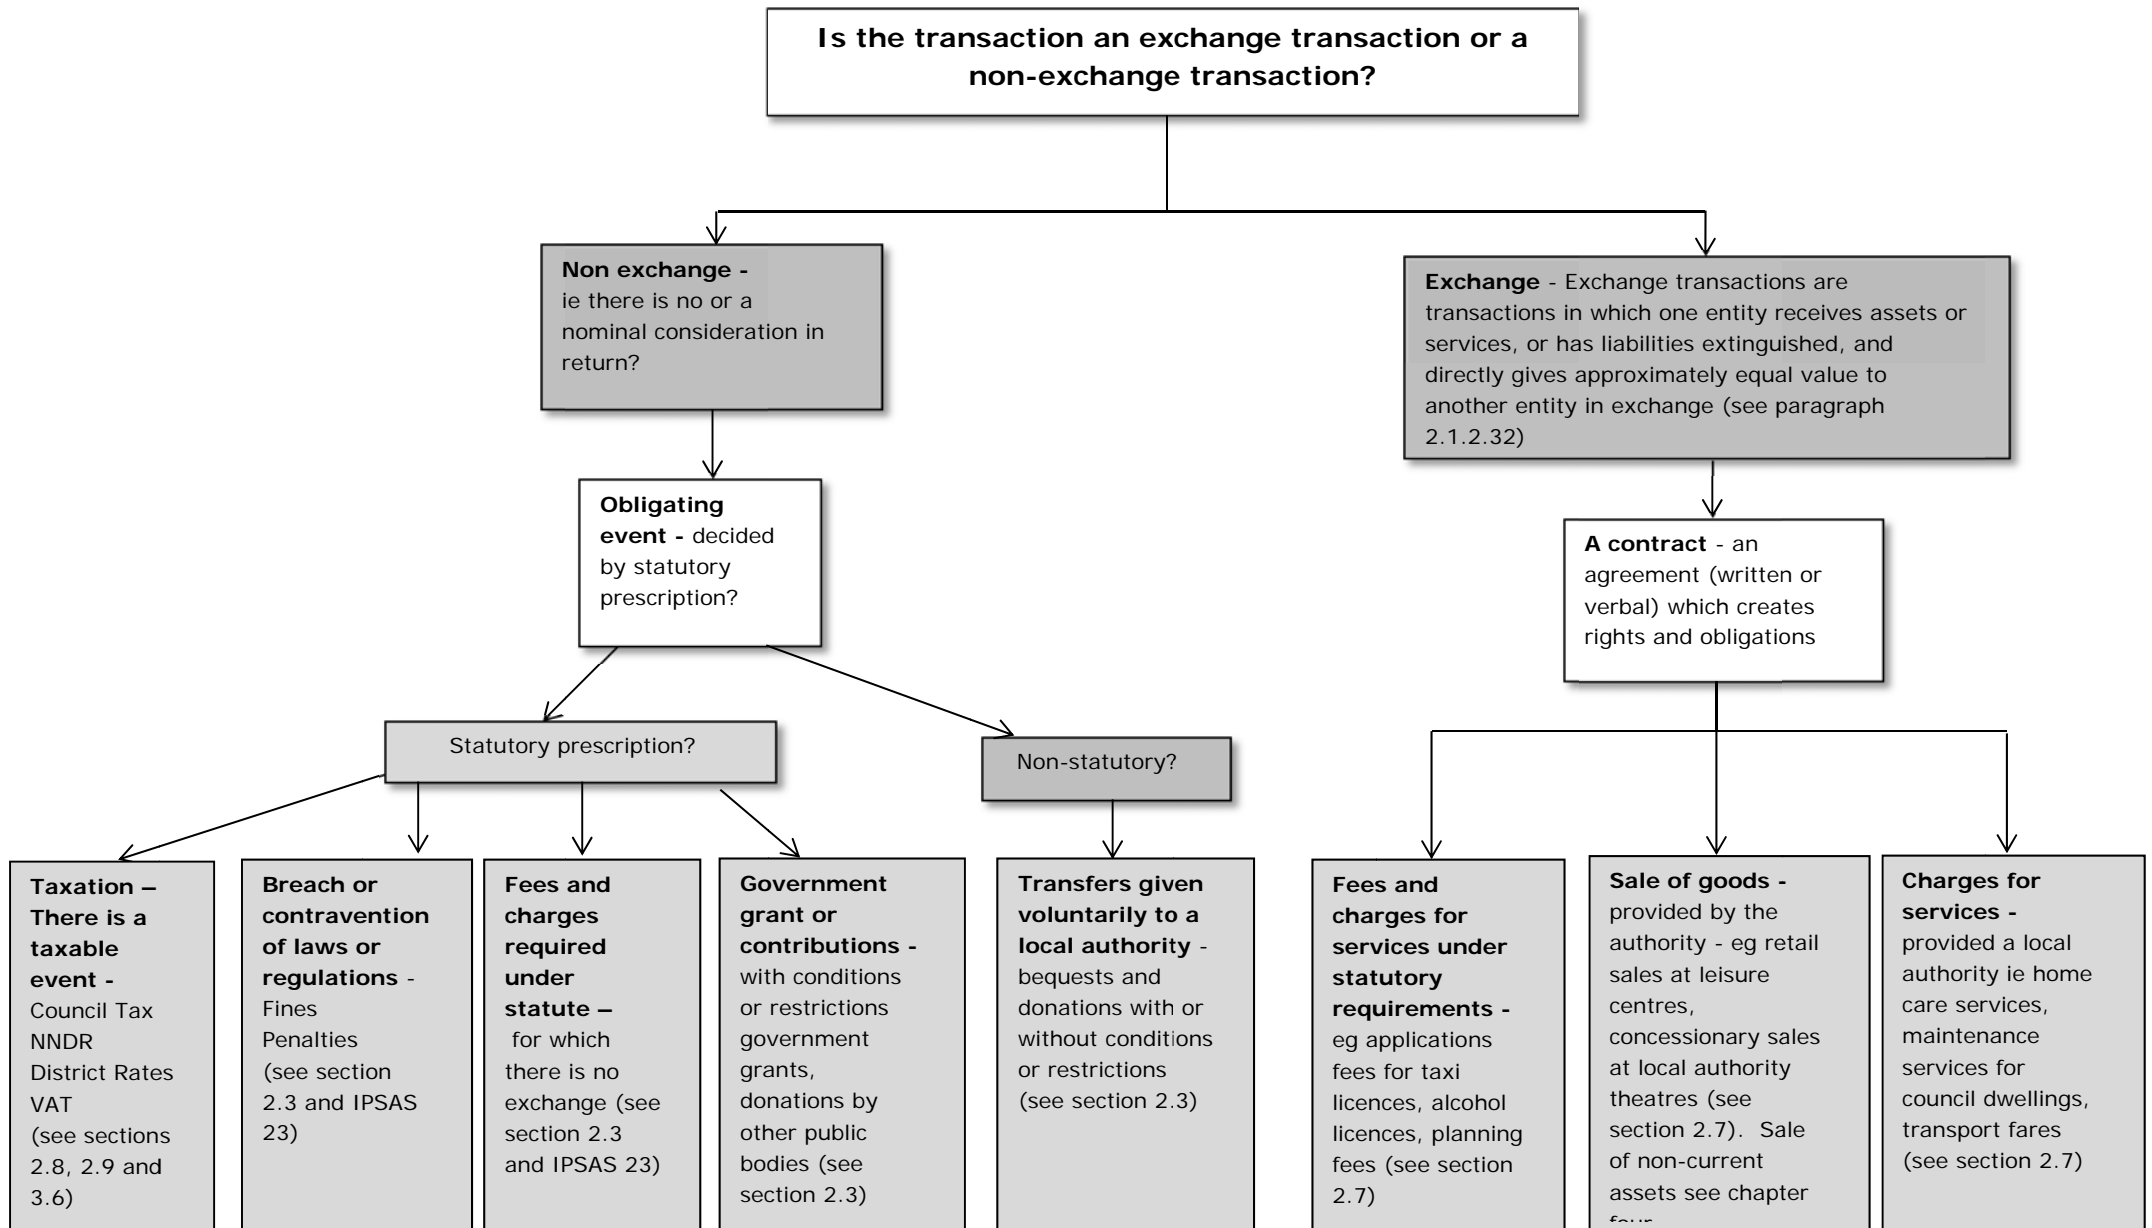 Is the transaction an exchange transaction or a
non-exchange transaction?
Non exchange -
ie there is no or a
nominal consideration in
return?
Exchange - Exchange transactions are
transactions in which one entity receives assets or
services, or has liabilities extinguished, and
directly gives approximately equal value to
another entity in exchange (see paragraph
2.1.2.32)
Obligating
event - decided
by statutory
prescription?
A contract - an
agreement (written or
verbal) which creates
rights and obligations
Statutory prescription?
Non-statutory?
Taxation –
There is a
taxable
event -
Council Tax
NNDR
District Rates
VAT
(see sections
2.8, 2.9 and
3.6)
Breach or
contravention
of laws or
regulations -
Fines
Penalties
(see section
2.3 and IPSAS
23)
Fees and
charges
required
under
statute –
for which
there is no
exchange (see
section 2.3
and IPSAS 23)
Government
grant or
contributions -
with conditions
or restrictions
government
grants,
donations by
other public
bodies (see
section 2.3)
Transfers given
voluntarily to a
local authority -
bequests and
donations with or
without conditions
or restrictions
(see section 2.3)
Fees and
charges for
services under
statutory
requirements -
eg applications
fees for taxi
licences, alcohol
licences, planning
fees (see section
2.7)
Sale of goods -
provided by the
authority - eg retail
sales at leisure
centres,
concessionary sales
at local authority
theatres (see
section 2.7). Sale
of non-current
assets see chapter
four
Charges for
services -
provided a local
authority ie home
care services,
maintenance
services for
council dwellings,
transport fares
(see section 2.7)